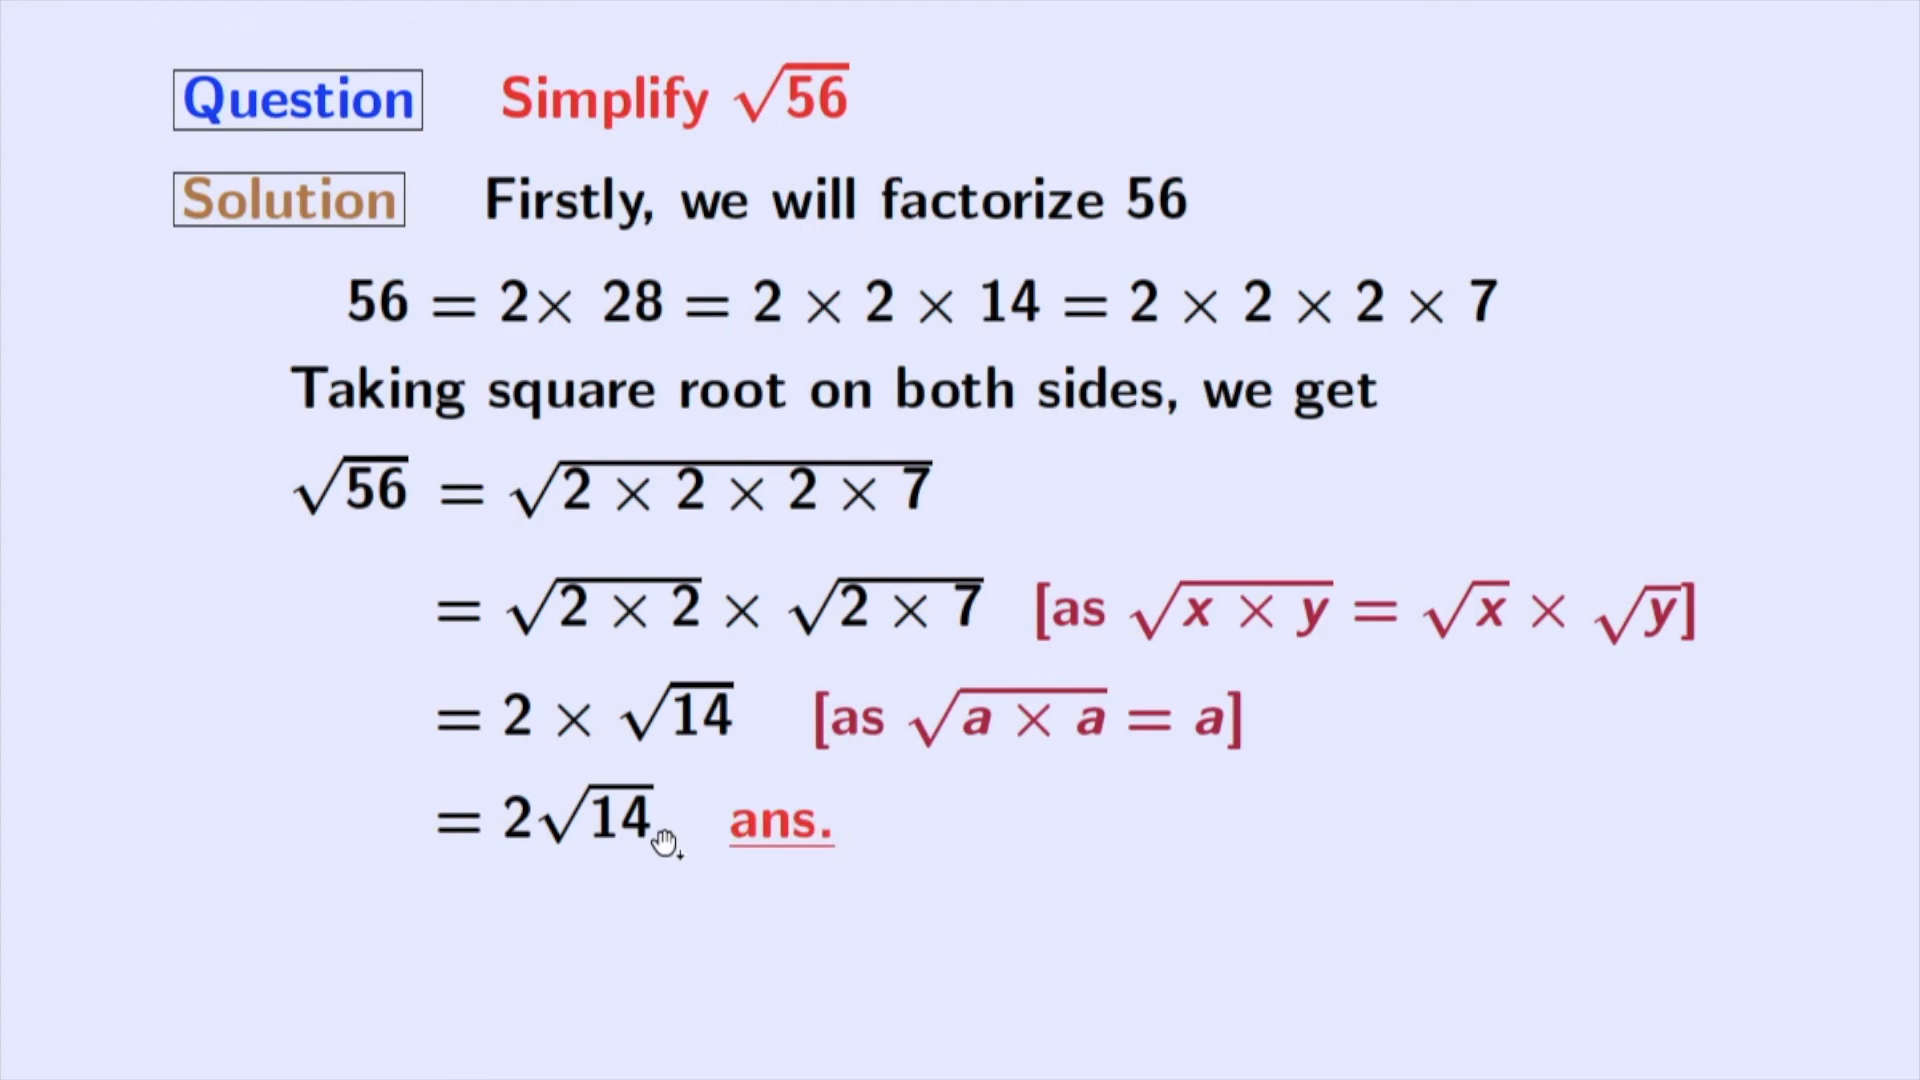 Question Simplify √56
Solution Firstly, we will factorize 56
56 = 2× 28 = 2 × 2 × 14 = 2 × 2 × 2 × 7
Taking square root on both sides, we get
√56 = √(2 × 2 × 2 × 7)
= √(2 × 2) × √(2 × 7) [as √(x × y) = √x × √y]
= 2 × √14 [as √(a × a) = a]
= 2√14 ans.